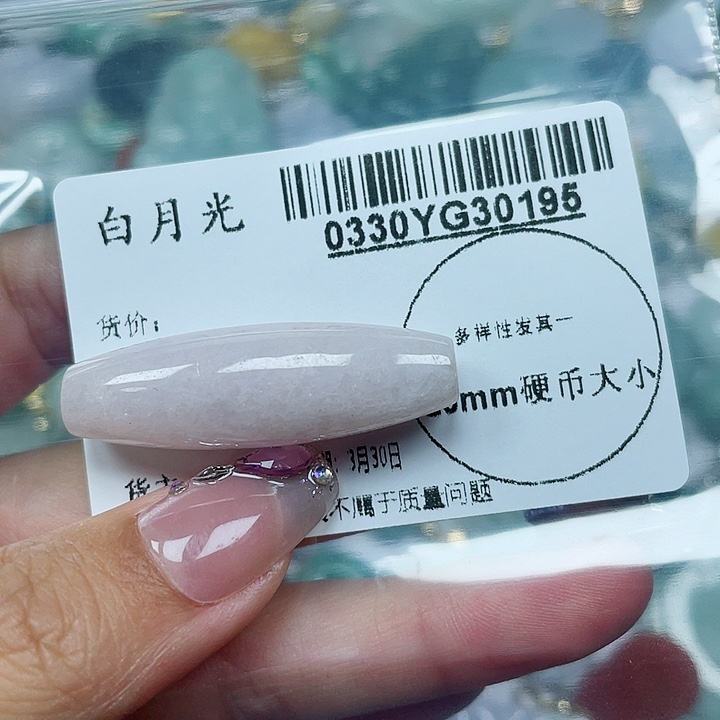 白月光
0330YG30195
货价:
多样性发其一
mm硬币大小
3月30日
不属于质量问题